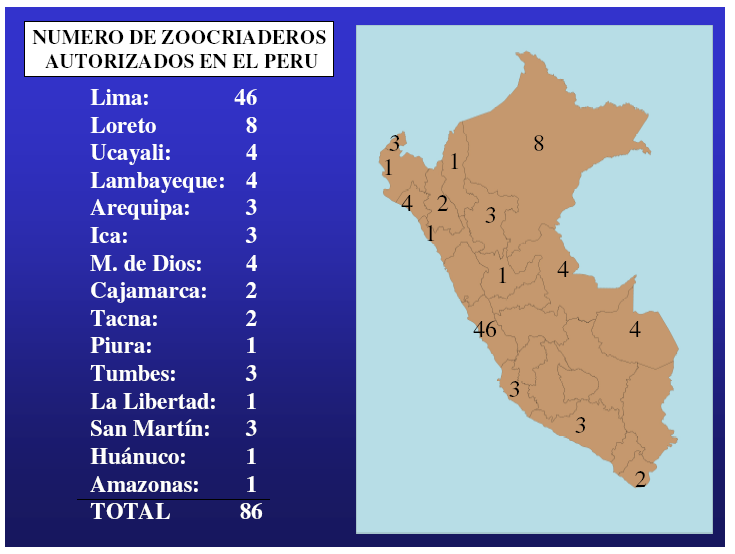 NUMERO DE ZOOCRIADEROS
AUTORIZADOS EN EL PERU
Lima: 46
Loreto 8
Ucayali: 4
Lambayeque: 4
Arequipa: 3
Ica: 3
M. de Dios: 4
Cajamarca: 2
Tacna: 2
Piura: 1
Tumbes: 3
La Libertad: 1
San Martín: 3
Huánuco: 1
Amazonas: 1
TOTAL 86
3
8
1
1
4
2
3
1
4
1
46
4
3
3
2